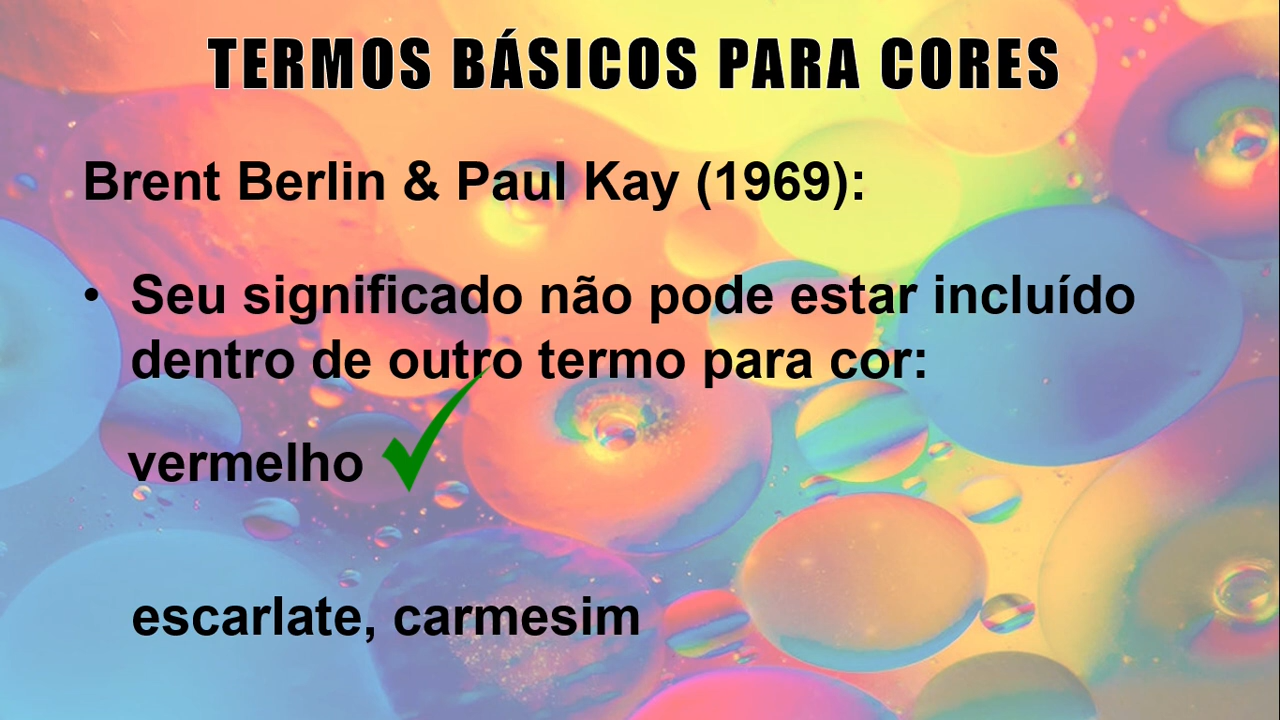 TERMOS BÁSICOS PARA CORES
Brent Berlin & Paul Kay (1969):
• Seu significado não pode estar incluído
dentro de outro termo para cor:
vermelho
escarlate, carmesim